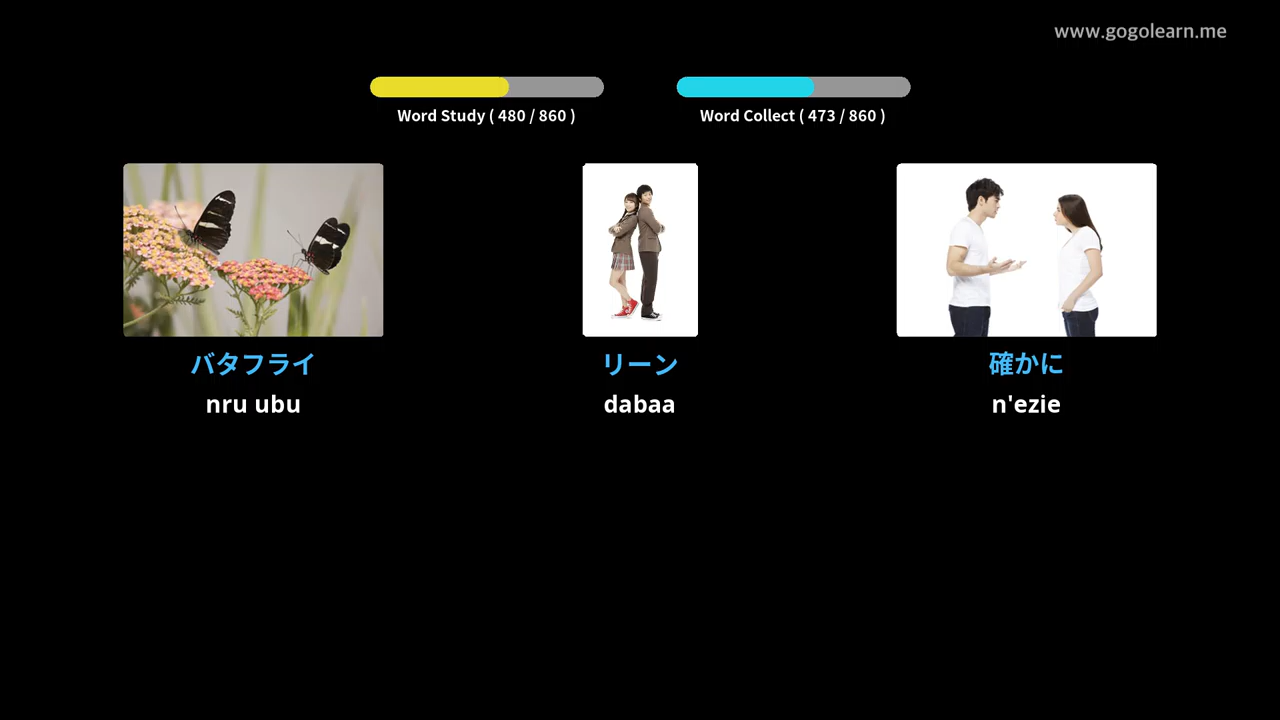 www.gogolearn.me
Word Study ( 480 / 860 )
Word Collect ( 473 / 860 )
バタフライ
nru ubu
リーン
dabaa
確かに
n'ezie